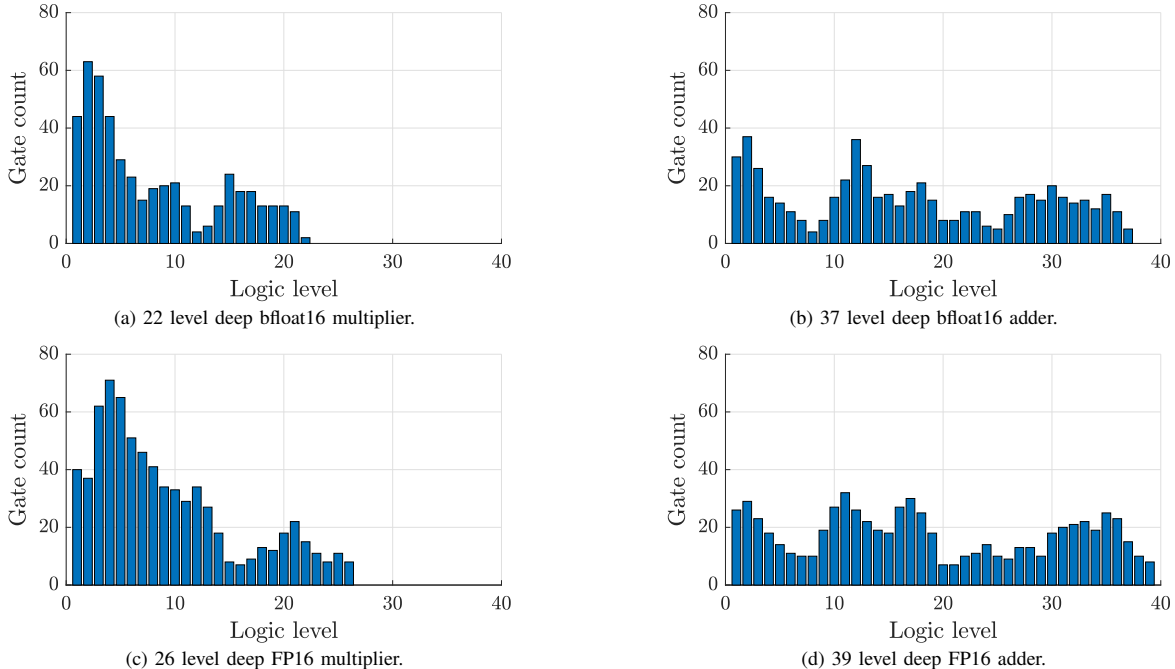 80
60
40
20
0
Gate count
0 10 20 30 40
Logic level
(a) 22 level deep bfloat16 multiplier.
80
60
40
20
0
Gate count
0 10 20 30 40
Logic level
(b) 37 level deep bfloat16 adder.
80
60
40
20
0
Gate count
0 10 20 30 40
Logic level
(c) 26 level deep FP16 multiplier.
80
60
40
20
0
Gate count
0 10 20 30 40
Logic level
(d) 39 level deep FP16 adder.